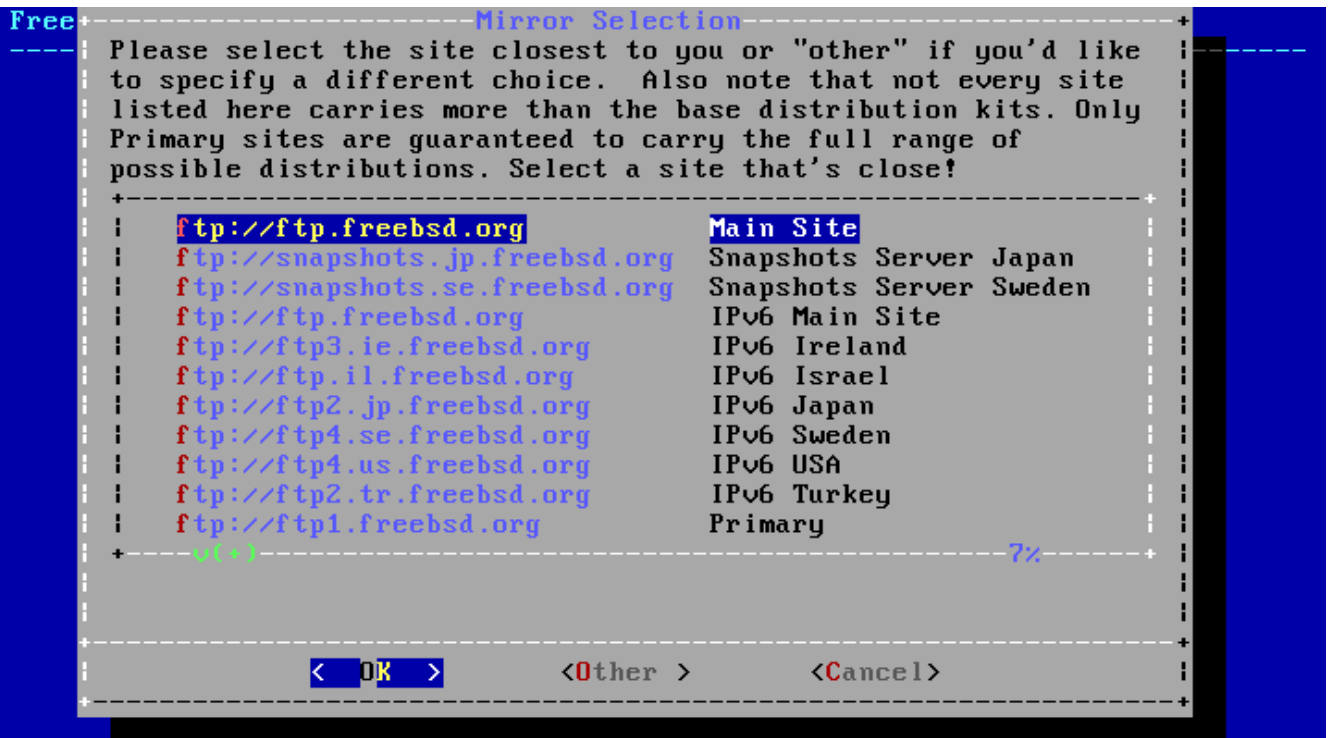 Free
Mirror Selection
Please select the site closest to you or "other" if you'd like
to specify a different choice.  Also note that not every site
listed here carries more than the base distribution kits. Only
Primary sites are guaranteed to carry the full range of
possible distributions. Select a site that's close!
ftp://ftp.freebsd.org Main Site
ftp://snapshots.jp.freebsd.org Snapshots Server Japan
ftp://snapshots.se.freebsd.org Snapshots Server Sweden
ftp://ftp.freebsd.org IPv6 Main Site
ftp://ftp3.ie.freebsd.org IPv6 Ireland
ftp://ftp.il.freebsd.org IPv6 Israel
ftp://ftp2.jp.freebsd.org IPv6 Japan
ftp://ftp4.se.freebsd.org IPv6 Sweden
ftp://ftp4.us.freebsd.org IPv6 USA
ftp://ftp2.tr.freebsd.org IPv6 Turkey
ftp://ftp1.freebsd.org Primary
v(+) 7%
<  OK  > <Other > <Cancel>